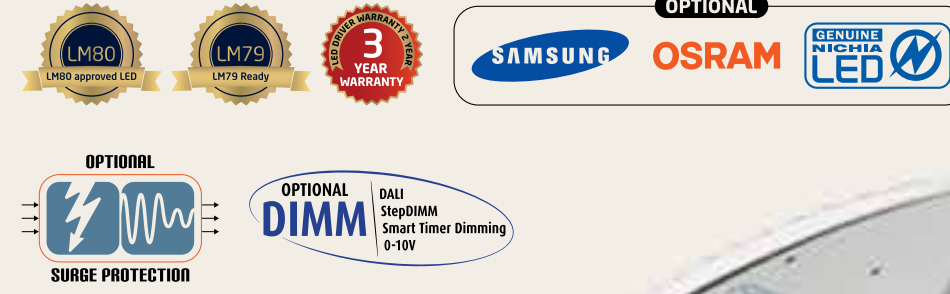 LM80
LM80 approved LED
LM79
LM79 Ready
LED DRIVER WARRANTY 2 YEAR
3
YEAR
WARRANTY
OPTIONAL
SAMSUNG
OSRAM
GENUINE
NICHIA
LED
OPTIONAL
SURGE PROTECTION
OPTIONAL
DIMM
DALI
StepDIMM
Smart Timer Dimming
0-10V